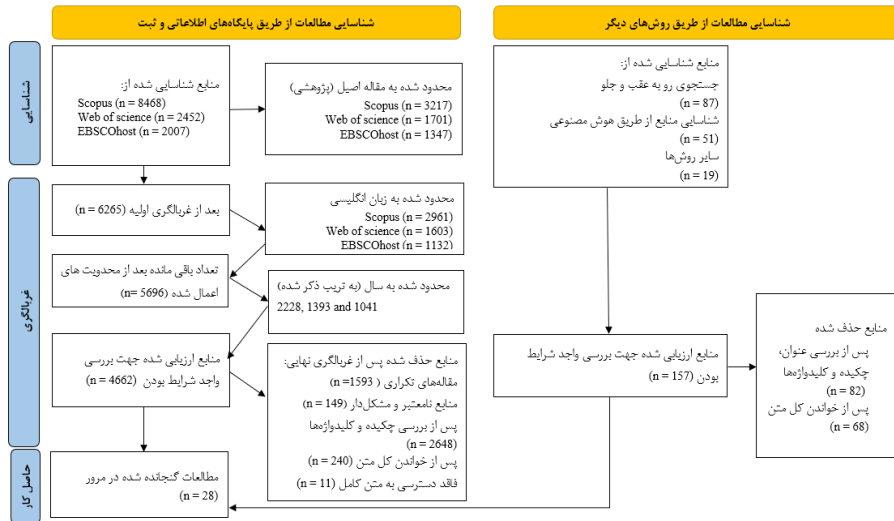 شناسایی مطالعات از طریق پایگاه‌های اطلاعاتی و ثبت
شناسایی مطالعات از طریق روش‌های دیگر
شناسایی
منابع شناسایی شده از:
Scopus (n = 8468)
Web of science (n = 2452)
EBSCOhost (n = 2007)
محدود شده به مقاله اصیل (پژوهشی)
Scopus (n = 3217)
Web of science (n = 1701)
EBSCOhost (n = 1347)
منابع شناسایی شده از:
جستجوی رو به عقب و جلو
(n = 87)
شناسایی منابع از طریق هوش مصنوعی
(n = 51)
سایر روش‌ها
(n = 19)
غربالگری
بعد از غربالگری اولیه (n = 6265)
محدود شده به زبان انگلیسی
Scopus (n = 2961)
Web of science (n = 1603)
EBSCOhost (n = 1132)
تعداد باقی مانده بعد از محدویت های
اعمال شده (n= 5696)
محدود شده به سال (به تریب ذکر شده)
2228, 1393 and 1041
منابع ارزیابی شده جهت بررسی
واجد شرایط بودن (n = 4662)
منابع حذف شده پس از غربالگری نهایی:
مقاله‌های تکراری (n =1593)
منابع نامعتبر و مشکل‌دار (n = 149)
پس از بررسی چکیده و کلیدواژه‌ها
(n = 2648)
پس از خواندن کل متن (n = 240)
فاقد دسترسی به متن کامل (n = 11)
منابع ارزیابی شده جهت بررسی واجد شرایط
بودن (n = 157)
منابع حذف شده
پس از بررسی عنوان،
چکیده و کلیدواژه‌ها
(n = 82)
پس از خواندن کل متن
(n = 68)
حاصل کار
مطالعات گنجانده شده در مرور
(n = 28)